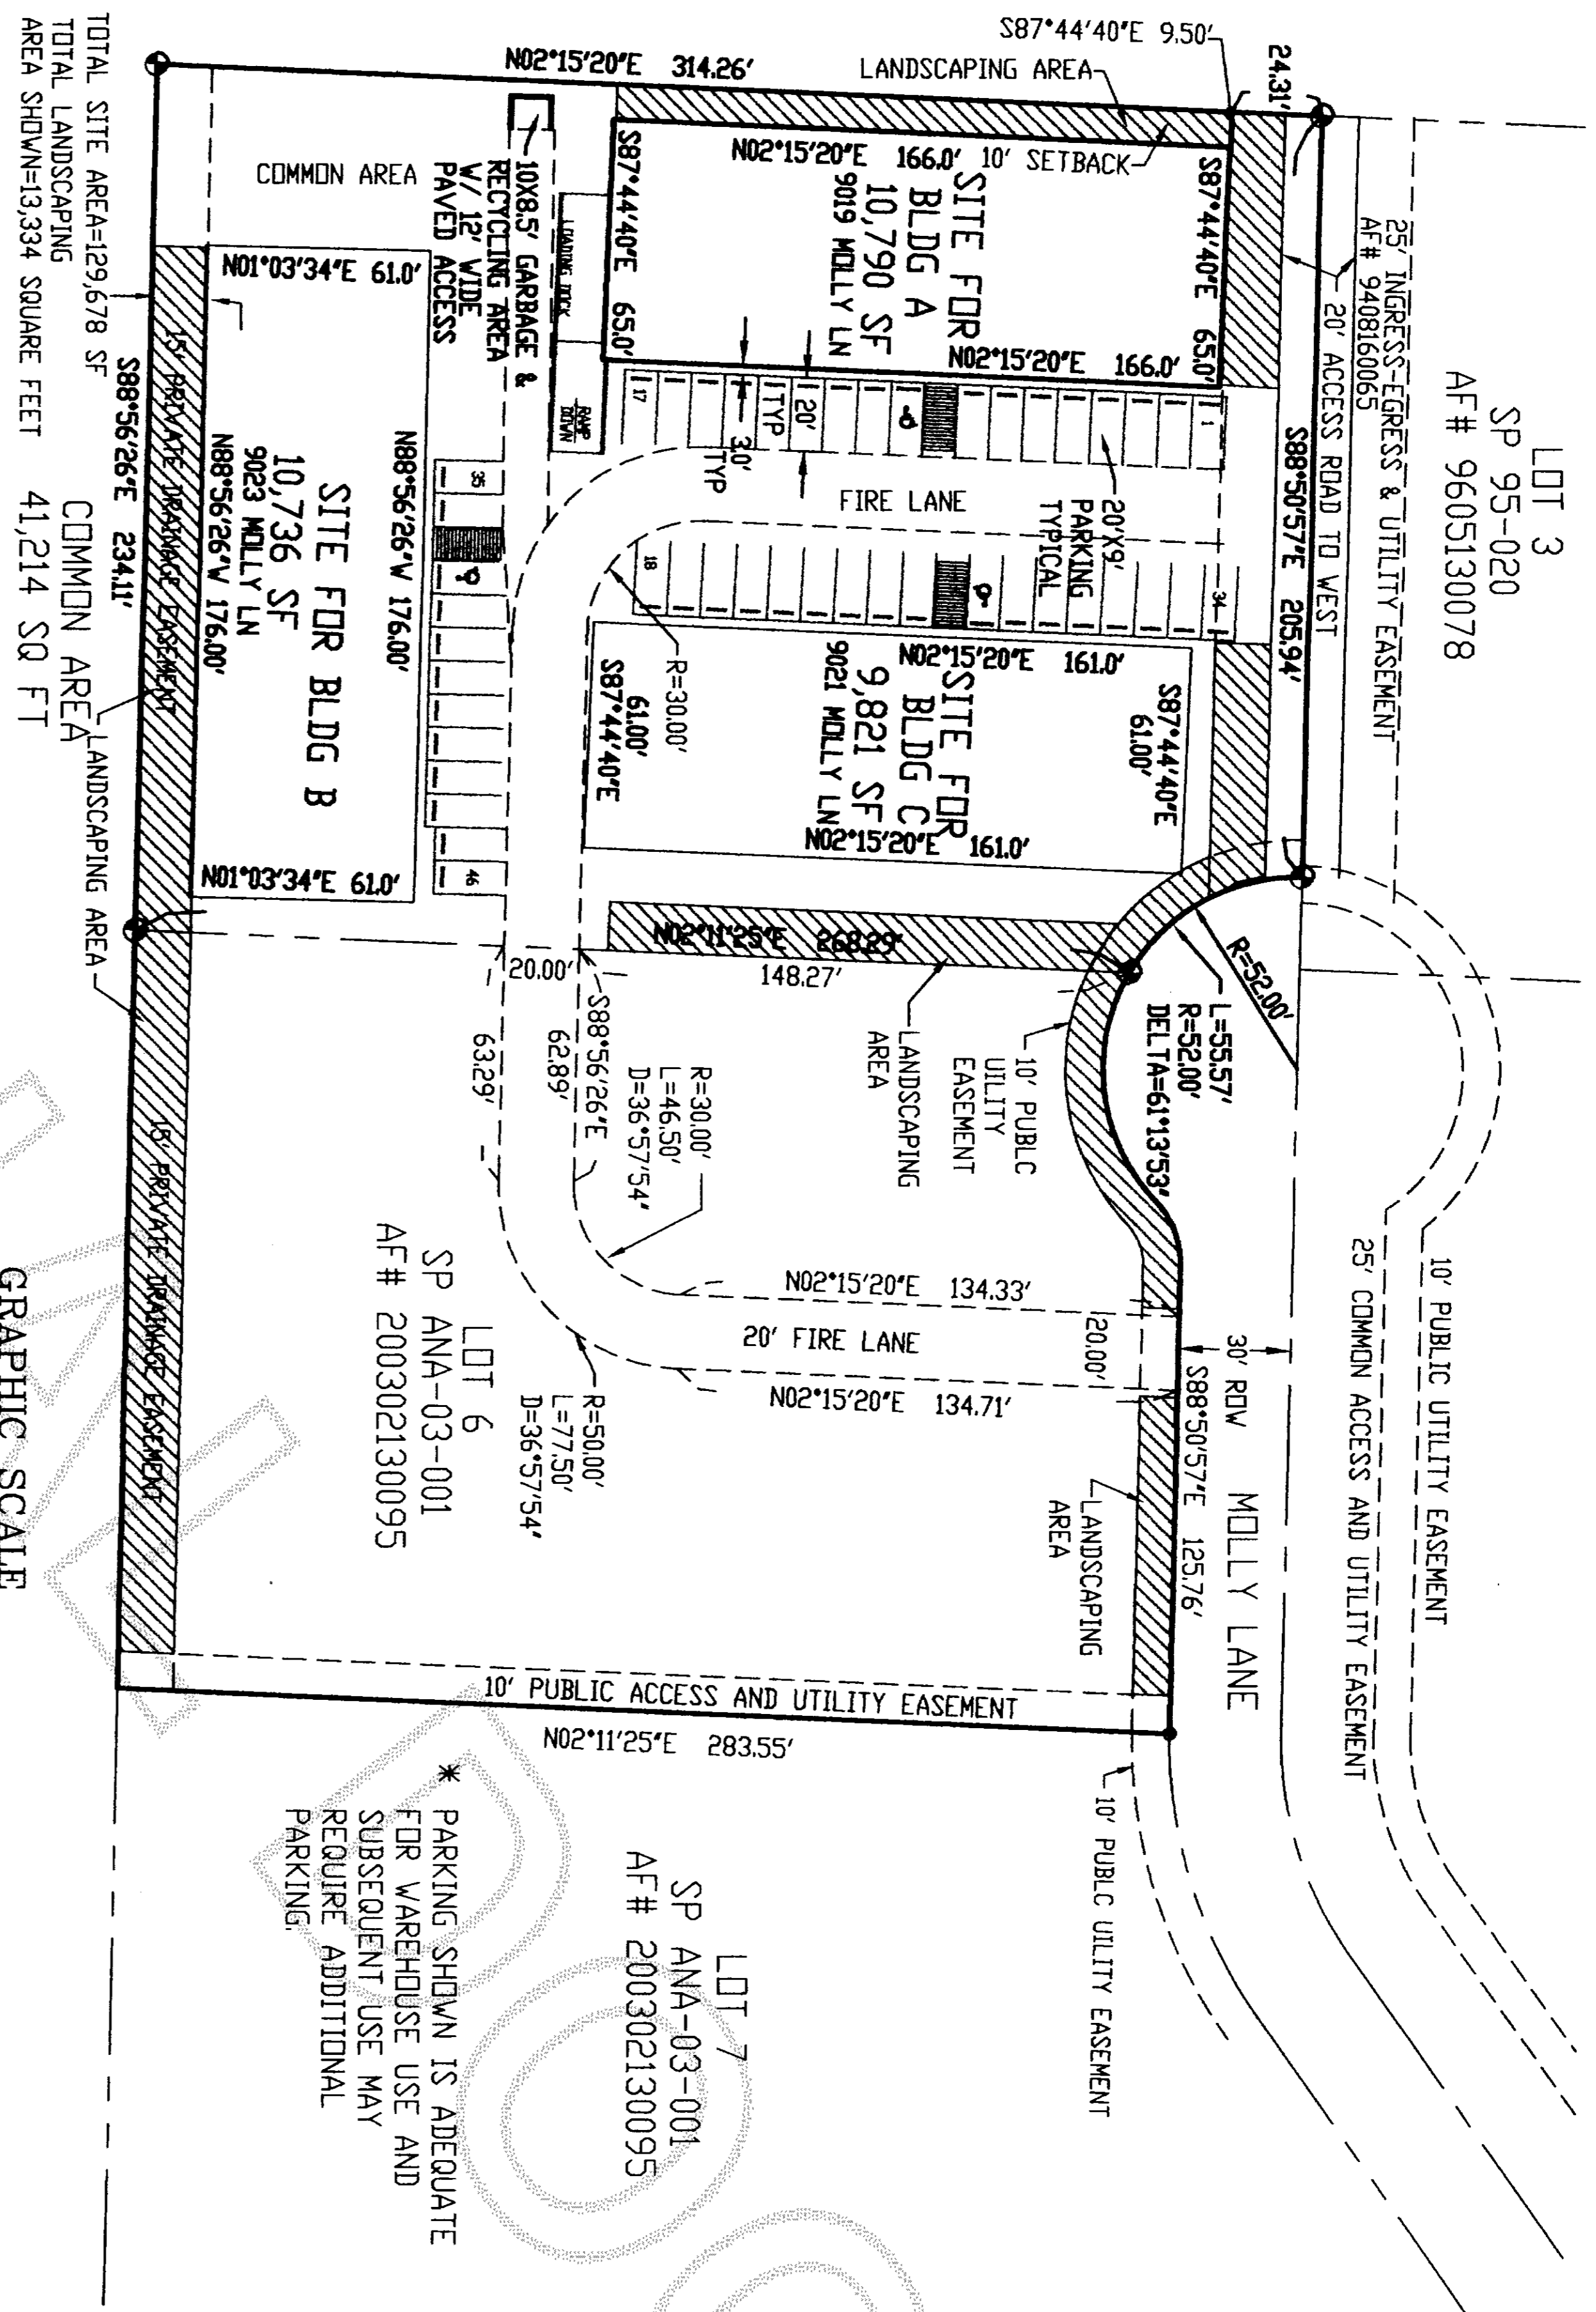 LOT 3
SP 95-020
AF# 9605130078
25' INGRESS-EGRESS & UTILITY EASEMENT
AF# 9408160065
20' ACCESS ROAD TO WEST
S88°50'57"E 205.94'
24.31'
S87°44'40"E 9.50'
LANDSCAPING AREA
N02°15'20"E 314.26'
10' SETBACK
N02°15'20"E 166.0'
S87°44'40"E 65.0'
SITE FOR
BLDG A
10,790 SF
9019 MOLLY LN
N02°15'20"E 166.0'
S87°44'40"E 65.0'
LOADING DOCK
RAMP
DOWN
10X8.5' GARBAGE &
RECYCLING AREA
W/ 12' WIDE
PAVED ACCESS
COMMON AREA
1
17
20'
TYP
3.0'
TYP
FIRE LANE
20'X9'
PARKING
TYPICAL
34
18
R=30.00'
S87°44'40"E
61.00'
N02°15'20"E 161.0'
SITE FOR
BLDG C
9,821 SF
9021 MOLLY LN
N02°15'20"E 161.0'
61.00'
S87°44'40"E
35
46
N01°03'34"E 61.0'
N88°56'26"W 176.00'
SITE FOR BLDG B
10,736 SF
9023 MOLLY LN
N88°56'26"W 176.00'
N01°03'34"E 61.0'
15' PRIVATE DRAINAGE EASEMENT
S88°56'26"E 234.11'
TOTAL SITE AREA=129,678 SF
TOTAL LANDSCAPING
AREA SHOWN=13,334 SQUARE FEET
COMMON AREA
41,214 SQ FT
LANDSCAPING AREA
N02°11'25"E 268.29'
148.27'
20.00'
S88°56'26"E
62.89'
63.29'
R=30.00'
L=46.50'
D=36°57'54"
LANDSCAPING
AREA
10' PUBLC
UILITY
EASEMENT
R=52.00'
L=55.57'
R=52.00'
DELTA=61°13'53"
N02°15'20"E 134.33'
20' FIRE LANE
20.00'
N02°15'20"E 134.71'
R=50.00'
L=77.50'
D=36°57'54"
LOT 6
SP ANA-03-001
AF# 200302130095
15' PRIVATE DRAINAGE EASEMENT
30' ROW
MOLLY LANE
S88°50'57"E 125.76'
LANDSCAPING
AREA
10' PUBLIC UTILITY EASEMENT
25' COMMON ACCESS AND UTILITY EASEMENT
10' PUBLIC ACCESS AND UTILITY EASEMENT
N02°11'25"E 283.55'
10' PUBLC UILITY EASEMENT
LOT 7
SP ANA-03-001
AF# 200302130095
* PARKING SHOWN IS ADEQUATE
FOR WAREHOUSE USE AND
SUBSEQUENT USE MAY
REQUIRE ADDITIONAL
PARKING.
GRAPHIC SCALE